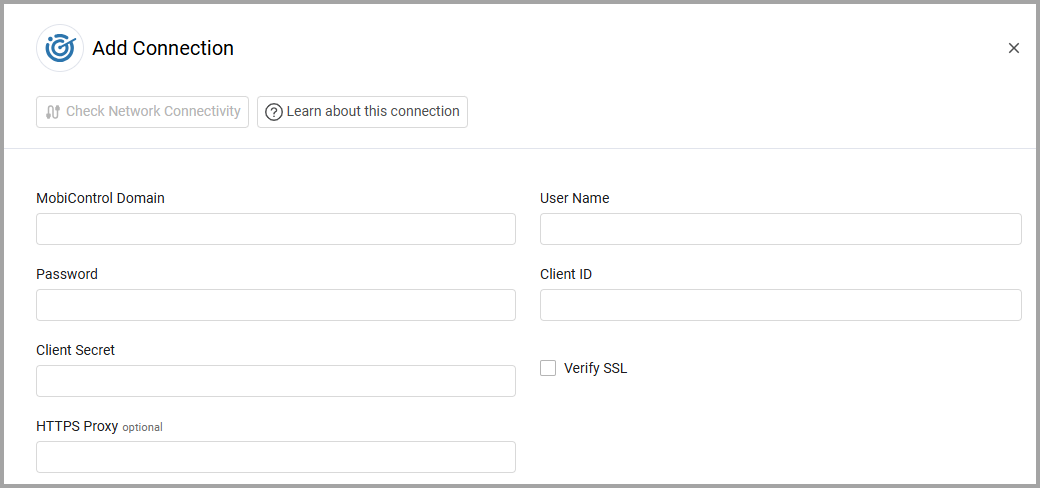 Add Connection
Check Network Connectivity
Learn about this connection
MobiControl Domain
User Name
Password
Client ID
Client Secret
Verify SSL
HTTPS Proxy optional